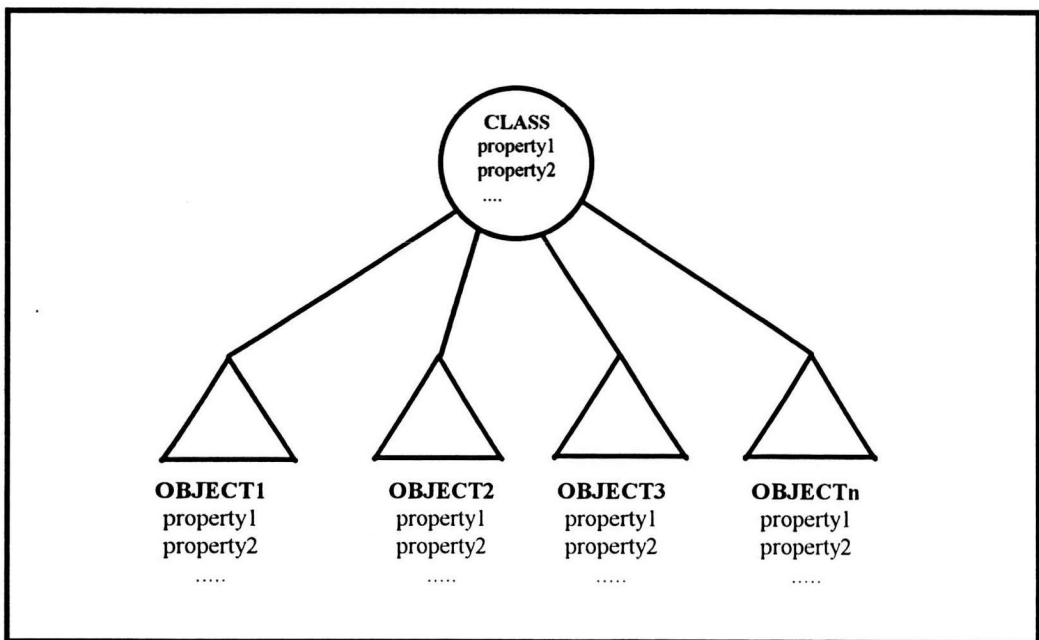 CLASS
property1
property2
....
OBJECT1
property1
property2
.....
OBJECT2
property1
property2
.....
OBJECT3
property1
property2
.....
OBJECTn
property1
property2
.....